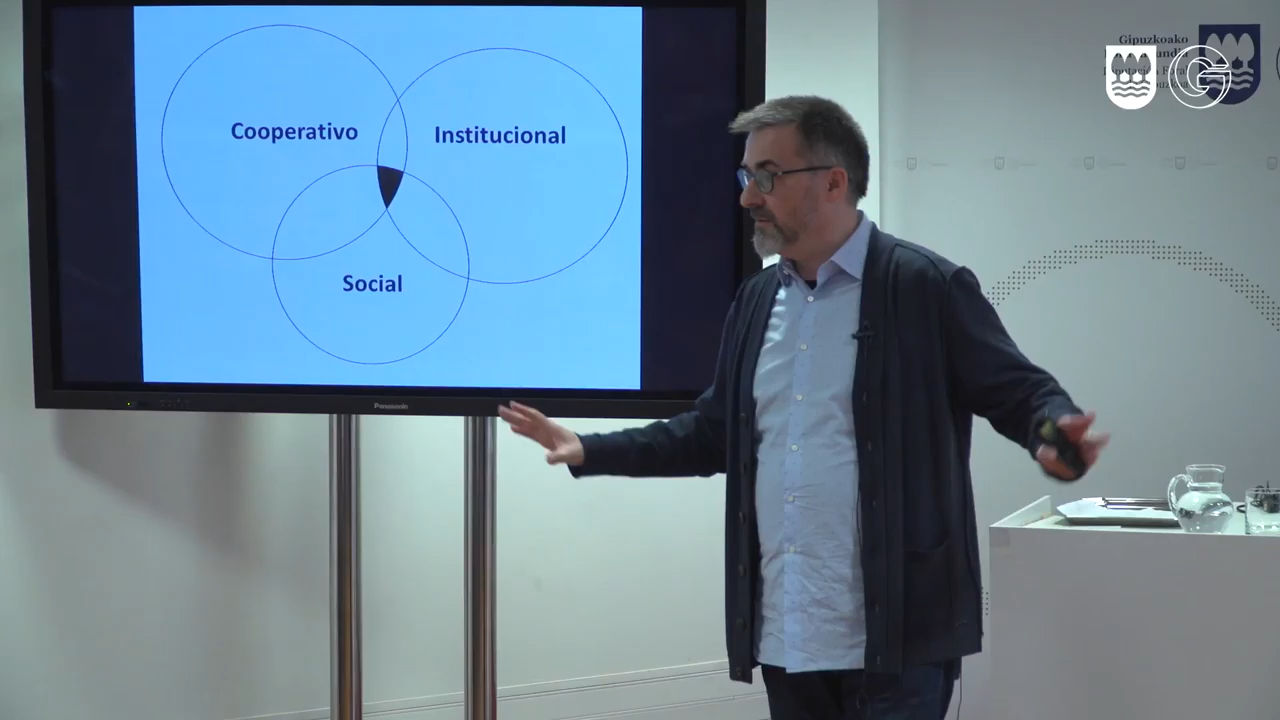 Cooperativo
Institucional
Social
Panasonic
Gipuzkoako